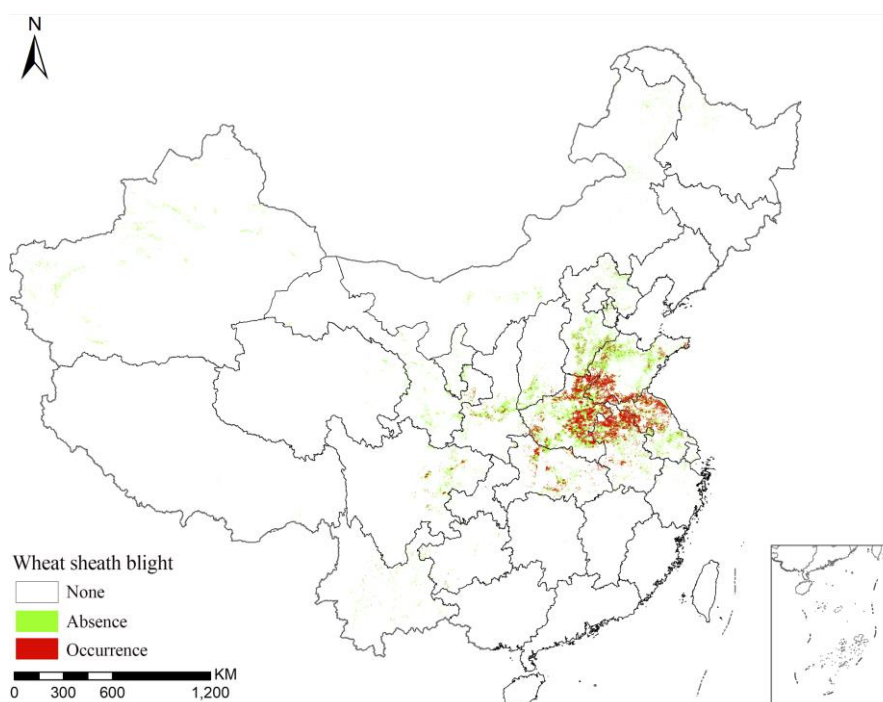 N
Wheat sheath blight
None
Absence
Occurrence
KM
0 300 600 1,200